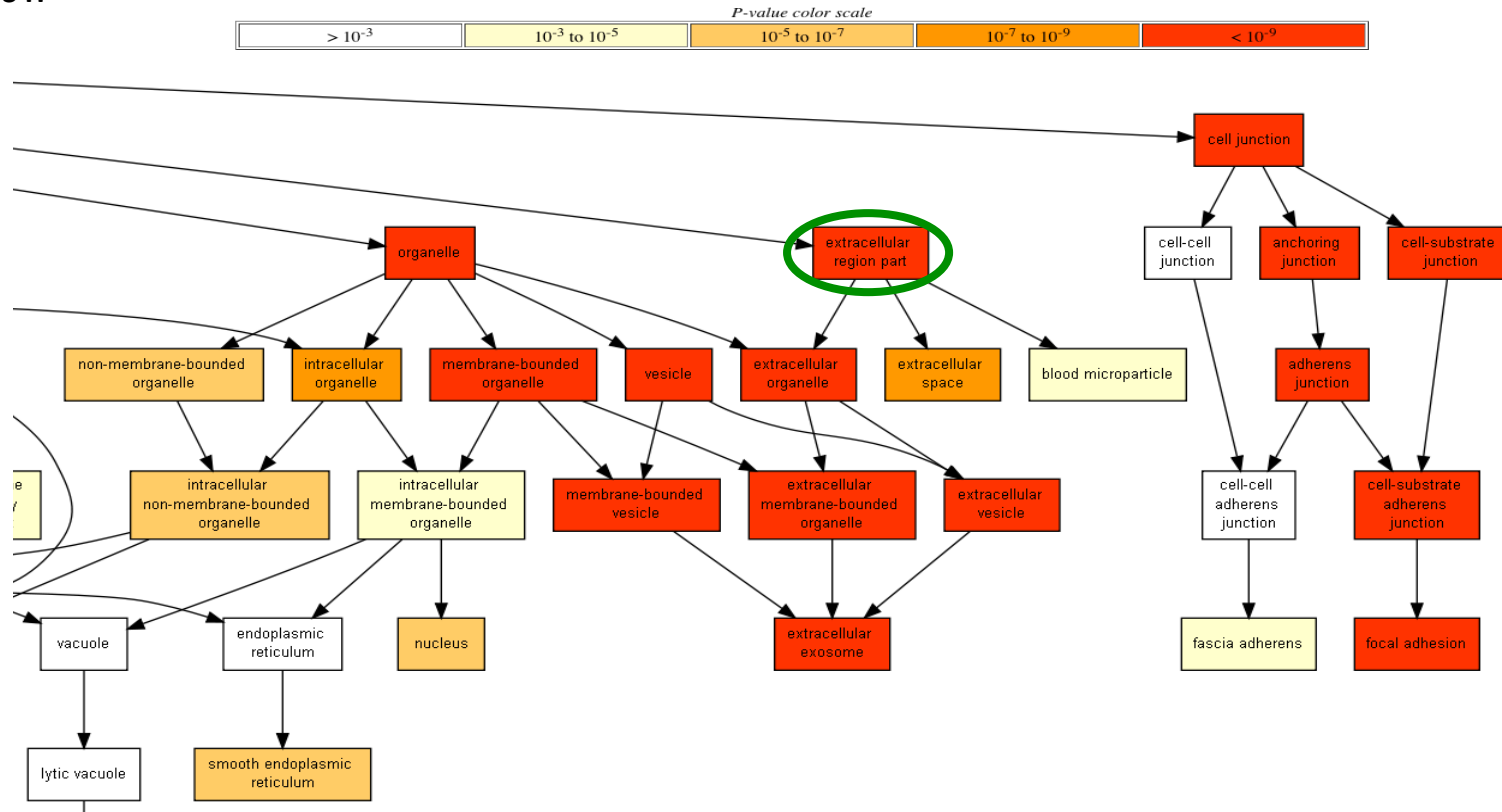 P-value color scale
> 10-3
10-3 to 10-5
10-5 to 10-7
10-7 to 10-9
< 10-9
cell junction
organelle
extracellular
region part
cell-cell
junction
anchoring
junction
cell-substrate
junction
non-membrane-bounded
organelle
intracellular
organelle
membrane-bounded
organelle
vesicle
extracellular
organelle
extracellular
space
blood microparticle
adherens
junction
intracellular
non-membrane-bounded
organelle
intracellular
membrane-bounded
organelle
membrane-bounded
vesicle
extracellular
membrane-bounded
organelle
extracellular
vesicle
cell-cell
adherens
junction
cell-substrate
adherens
junction
vacuole
endoplasmic
reticulum
nucleus
extracellular
exosome
fascia adherens
focal adhesion
lytic vacuole
smooth endoplasmic
reticulum